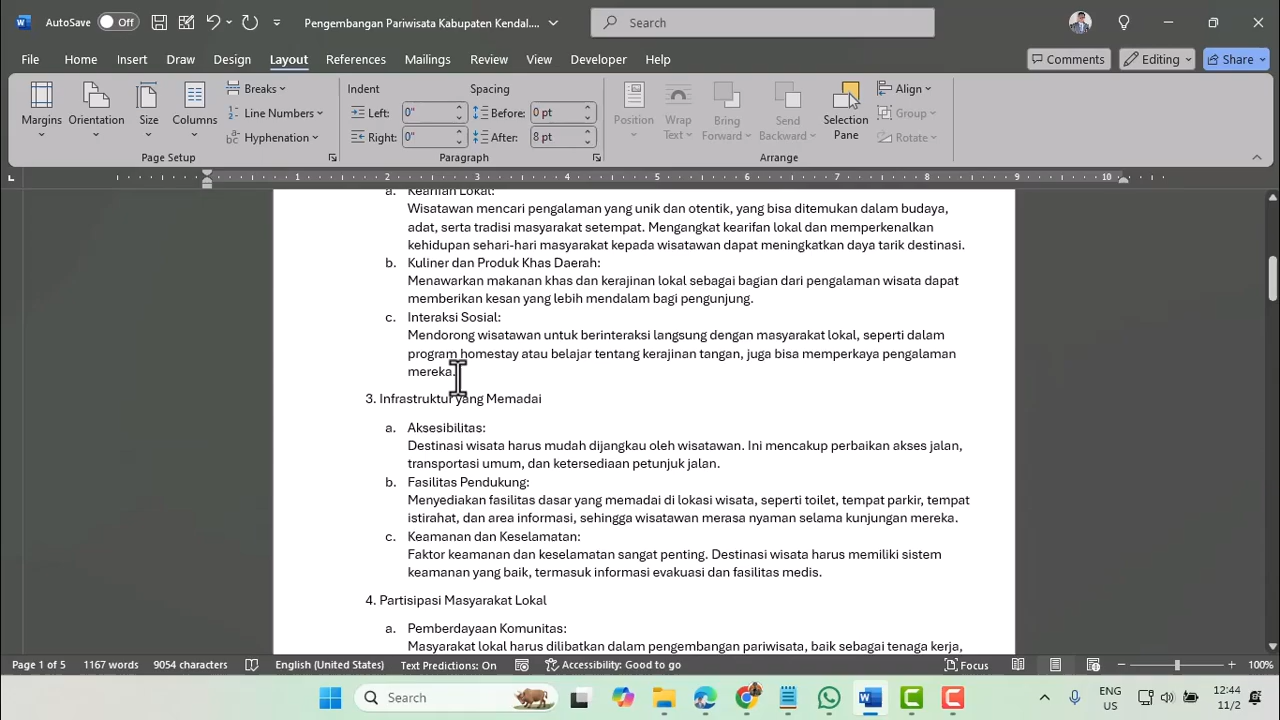 AutoSave Off Pengembangan Pariwisata Kabupaten Kendal.... Search
File Home Insert Draw Design Layout References Mailings Review View Developer Help Comments Editing Share
Margins Orientation Size Columns Breaks Line Numbers Hyphenation
Page Setup
Indent Spacing
Left: 0" Before: 0 pt
Right: 0" After: 8 pt
Paragraph
Position Wrap Text Bring Forward Send Backward Selection Pane Align Group Rotate
Arrange
1 2 3 4 5 6 7 8 9 10
a. Kearifan Lokal:
Wisatawan mencari pengalaman yang unik dan otentik, yang bisa ditemukan dalam budaya,
adat, serta tradisi masyarakat setempat. Mengangkat kearifan lokal dan memperkenalkan
kehidupan sehari-hari masyarakat kepada wisatawan dapat meningkatkan daya tarik destinasi.
b. Kuliner dan Produk Khas Daerah:
Menawarkan makanan khas dan kerajinan lokal sebagai bagian dari pengalaman wisata dapat
memberikan kesan yang lebih mendalam bagi pengunjung.
c. Interaksi Sosial:
Mendorong wisatawan untuk berinteraksi langsung dengan masyarakat lokal, seperti dalam
program homestay atau belajar tentang kerajinan tangan, juga bisa memperkaya pengalaman
mereka.
3. Infrastruktur yang Memadai
a. Aksesibilitas:
Destinasi wisata harus mudah dijangkau oleh wisatawan. Ini mencakup perbaikan akses jalan,
transportasi umum, dan ketersediaan petunjuk jalan.
b. Fasilitas Pendukung:
Menyediakan fasilitas dasar yang memadai di lokasi wisata, seperti toilet, tempat parkir, tempat
istirahat, dan area informasi, sehingga wisatawan merasa nyaman selama kunjungan mereka.
c. Keamanan dan Keselamatan:
Faktor keamanan dan keselamatan sangat penting. Destinasi wisata harus memiliki sistem
keamanan yang baik, termasuk informasi evakuasi dan fasilitas medis.
4. Partisipasi Masyarakat Lokal
a. Pemberdayaan Komunitas:
Masyarakat lokal harus dilibatkan dalam pengembangan pariwisata, baik sebagai tenaga kerja,
Page 1 of 5 1167 words 9054 characters English (United States) Text Predictions: On Accessibility: Good to go Focus 100%
Search ENG US 12:44 11/2